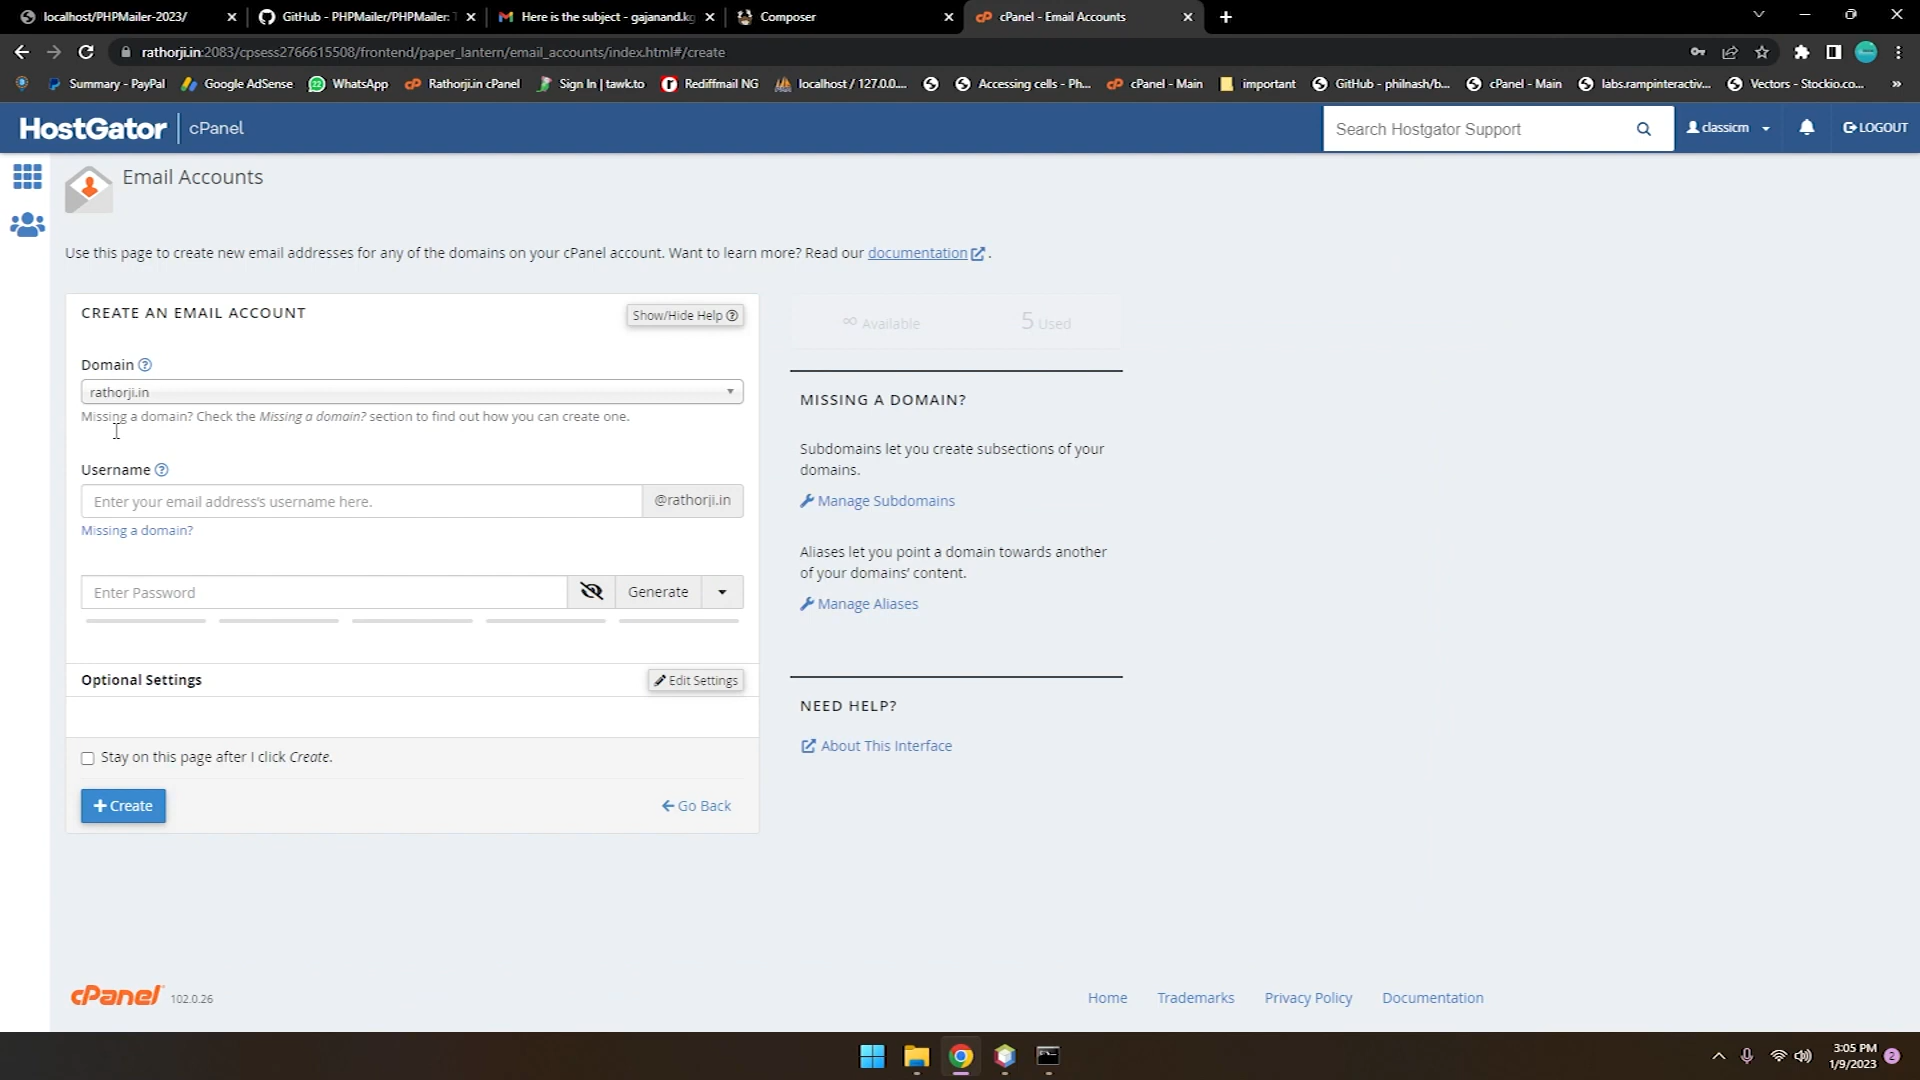 localhost/PHPMailer-2023/
GitHub - PHPMailer/PHPMailer: T
Here is the subject - gajanand.kg
Composer
cPanel - Email Accounts
rathorji.in:2083/cpsess2766615508/frontend/paper_lantern/email_accounts/index.html#/create
Summary - PayPal
Google AdSense
WhatsApp
Rathorji.in cPanel
Sign In | tawk.to
Rediffmail NG
localhost / 127.0.0....
Accessing cells - Ph...
cPanel - Main
important
GitHub - philnash/b...
cPanel - Main
labs.rampinteractiv...
Vectors - Stockio.co...
»
HostGator cPanel
Search Hostgator Support
classicm
LOGOUT
Email Accounts
Use this page to create new email addresses for any of the domains on your cPanel account. Want to learn more? Read our documentation .
CREATE AN EMAIL ACCOUNT
Show/Hide Help
Domain
rathorji.in
Missing a domain? Check the Missing a domain? section to find out how you can create one.
Username
Enter your email address's username here.
@rathorji.in
Missing a domain?
Enter Password
Generate
Optional Settings
Edit Settings
Stay on this page after I click Create.
+ Create
Go Back
∞ Available
5 Used
MISSING A DOMAIN?
Subdomains let you create subsections of your
domains.
Manage Subdomains
Aliases let you point a domain towards another
of your domains' content.
Manage Aliases
NEED HELP?
About This Interface
cPanel 102.0.26
Home
Trademarks
Privacy Policy
Documentation
3:05 PM
1/9/2023
2